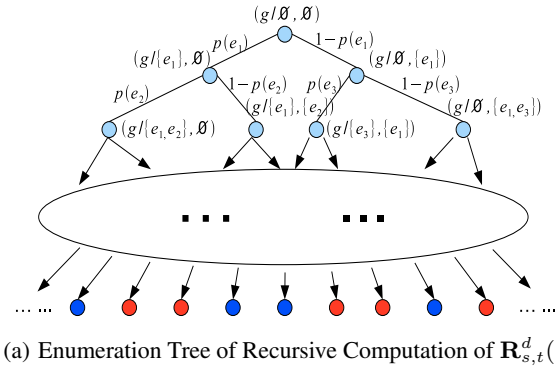 (g/∅, ∅)
p(e₁) 1−p(e₁)
(g/{e₁}, ∅) (g/∅, {e₁})
p(e₂) 1−p(e₂) p(e₃) 1−p(e₃)
(g/{e₁,e₂}, ∅) (g/{e₁}, {e₂}) (g/{e₃}, {e₁}) (g/∅, {e₁,e₃})
... ...
... ... ... ...
(a) Enumeration Tree of Recursive Computation of R^d_{s,t}(